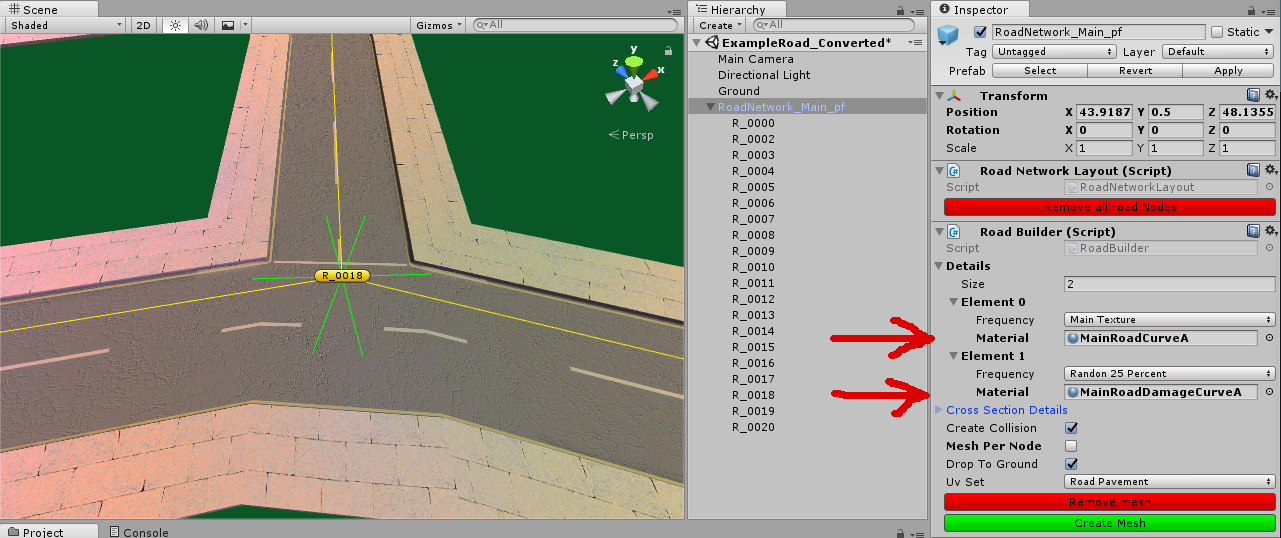 Scene
Shaded
2D
Gizmos
All
y
z
x
Persp
R_0018
Project
Console
Hierarchy
Create
All
ExampleRoad_Converted*
Main Camera
Directional Light
Ground
RoadNetwork_Main_pf
R_0000
R_0002
R_0003
R_0004
R_0005
R_0006
R_0007
R_0008
R_0009
R_0010
R_0011
R_0012
R_0013
R_0014
R_0015
R_0016
R_0017
R_0018
R_0019
R_0020
Inspector
RoadNetwork_Main_pf Static
Tag Untagged Layer Default
Prefab Select Revert Apply
Transform
Position X 43.9187 Y 0.5 Z 48.1355
Rotation X 0 Y 0 Z 0
Scale X 1 Y 1 Z 1
C# Road Network Layout (Script)
Script RoadNetworkLayout
Remove all road Nodes
C# Road Builder (Script)
Script RoadBuilder
Details
Size 2
Element 0
Frequency Main Texture
Material MainRoadCurveA
Element 1
Frequency Randon 25 Percent
Material MainRoadDamageCurveA
Cross Section Details
Create Collision
Mesh Per Node
Drop To Ground
Uv Set Road Pavement
Remove mesh
Create Mesh